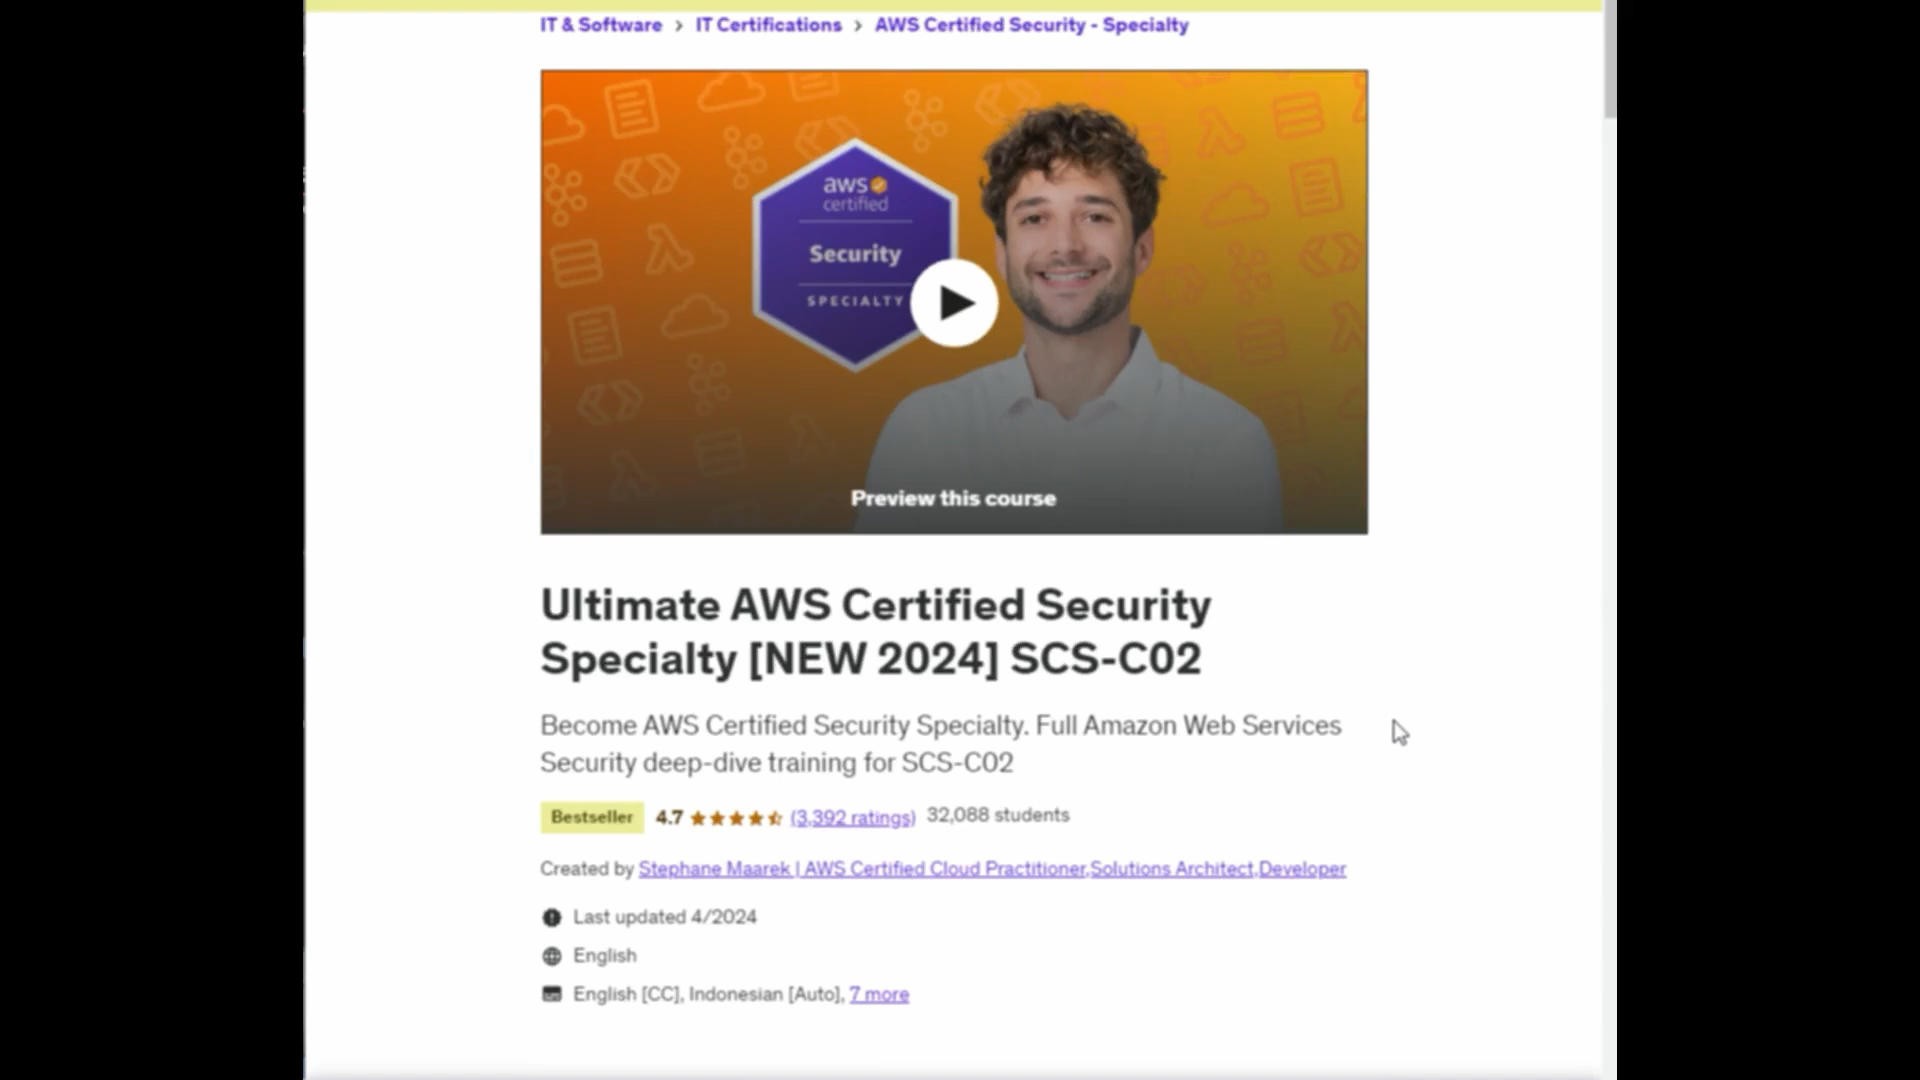 IT & Software > IT Certifications > AWS Certified Security - Specialty
aws
certified
Security
SPECIALTY
Preview this course
Ultimate AWS Certified Security
Specialty [NEW 2024] SCS-C02
Become AWS Certified Security Specialty. Full Amazon Web Services
Security deep-dive training for SCS-C02
Bestseller 4.7 (3,392 ratings) 32,088 students
Created by Stephane Maarek | AWS Certified Cloud Practitioner,Solutions Architect,Developer
Last updated 4/2024
English
English [CC], Indonesian [Auto], 7 more